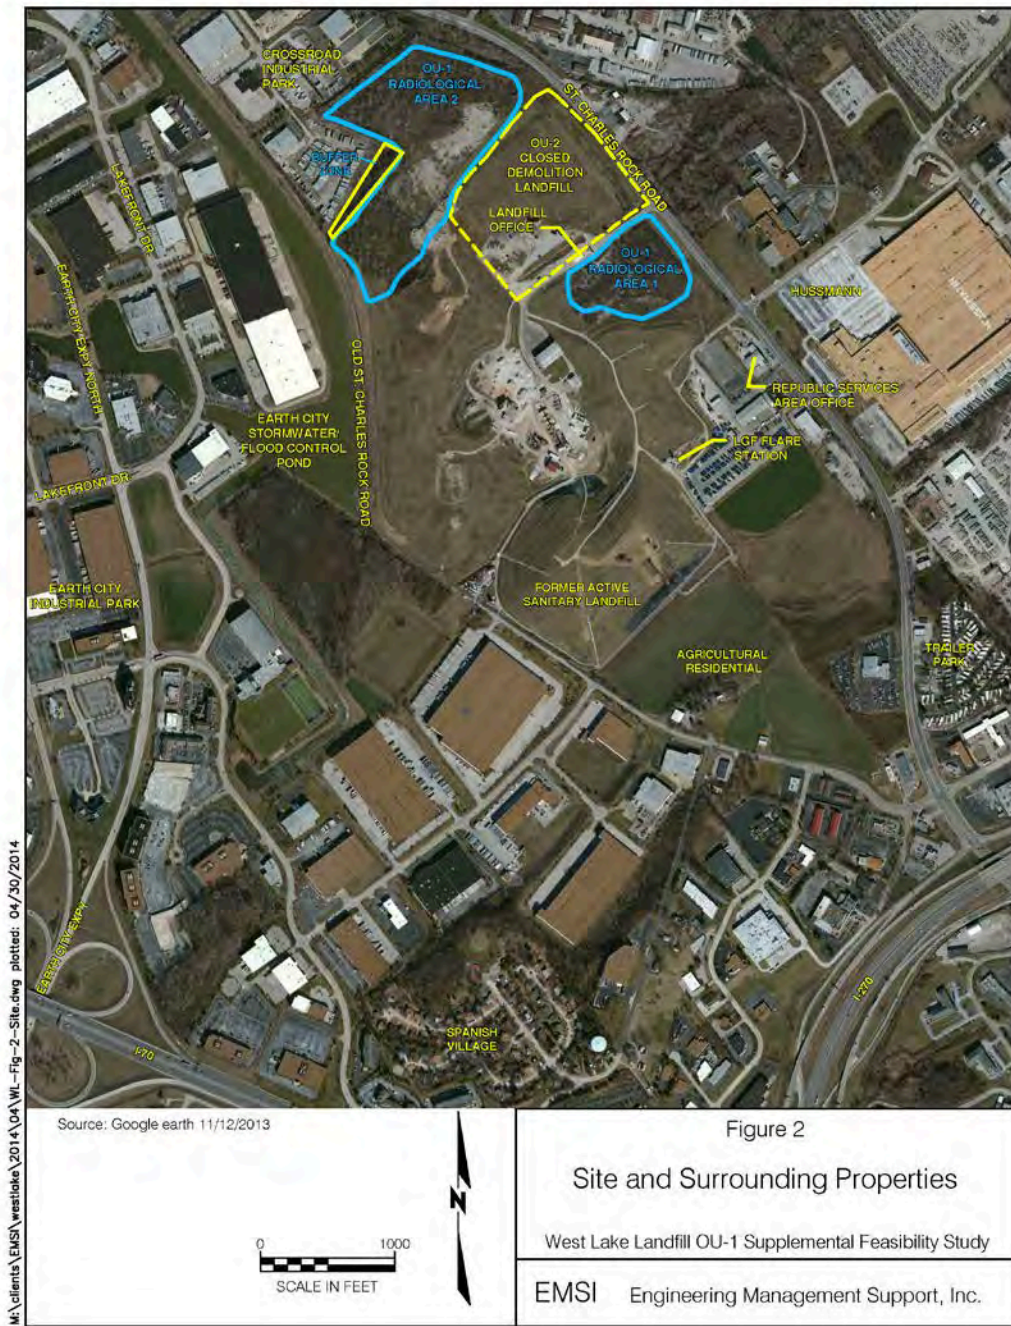 CROSSROAD
INDUSTRIAL
PARK
OU-1
RADIOLOGICAL
AREA 2
BUFFER
ZONE
ST. CHARLES ROCK ROAD
OU-2
CLOSED
DEMOLITION
LANDFILL
LANDFILL
OFFICE
OU-1
RADIOLOGICAL
AREA 1
LAKEFRONT DR
EARTH CITY EXPY NORTH
HUSSMANN
OLD ST. CHARLES ROCK ROAD
REPUBLIC SERVICES
AREA OFFICE
EARTH CITY
STORMWATER/
FLOOD CONTROL
POND
LGF FLARE
STATION
LAKEFRONT DR
EARTH CITY
INDUSTRIAL PARK
FORMER ACTIVE
SANITARY LANDFILL
AGRICULTURAL
RESIDENTIAL
TRAILER
PARK
EARTH CITY EXPY
I-270
SPANISH
VILLAGE
I-70
M:\clients\EMSI\westlake\2014\04\WL-Fig-2-Site.dwg plotted: 04/30/2014
Source: Google earth 11/12/2013
N
0 1000
SCALE IN FEET
Figure 2
Site and Surrounding Properties
West Lake Landfill OU-1 Supplemental Feasibility Study
EMSI Engineering Management Support, Inc.